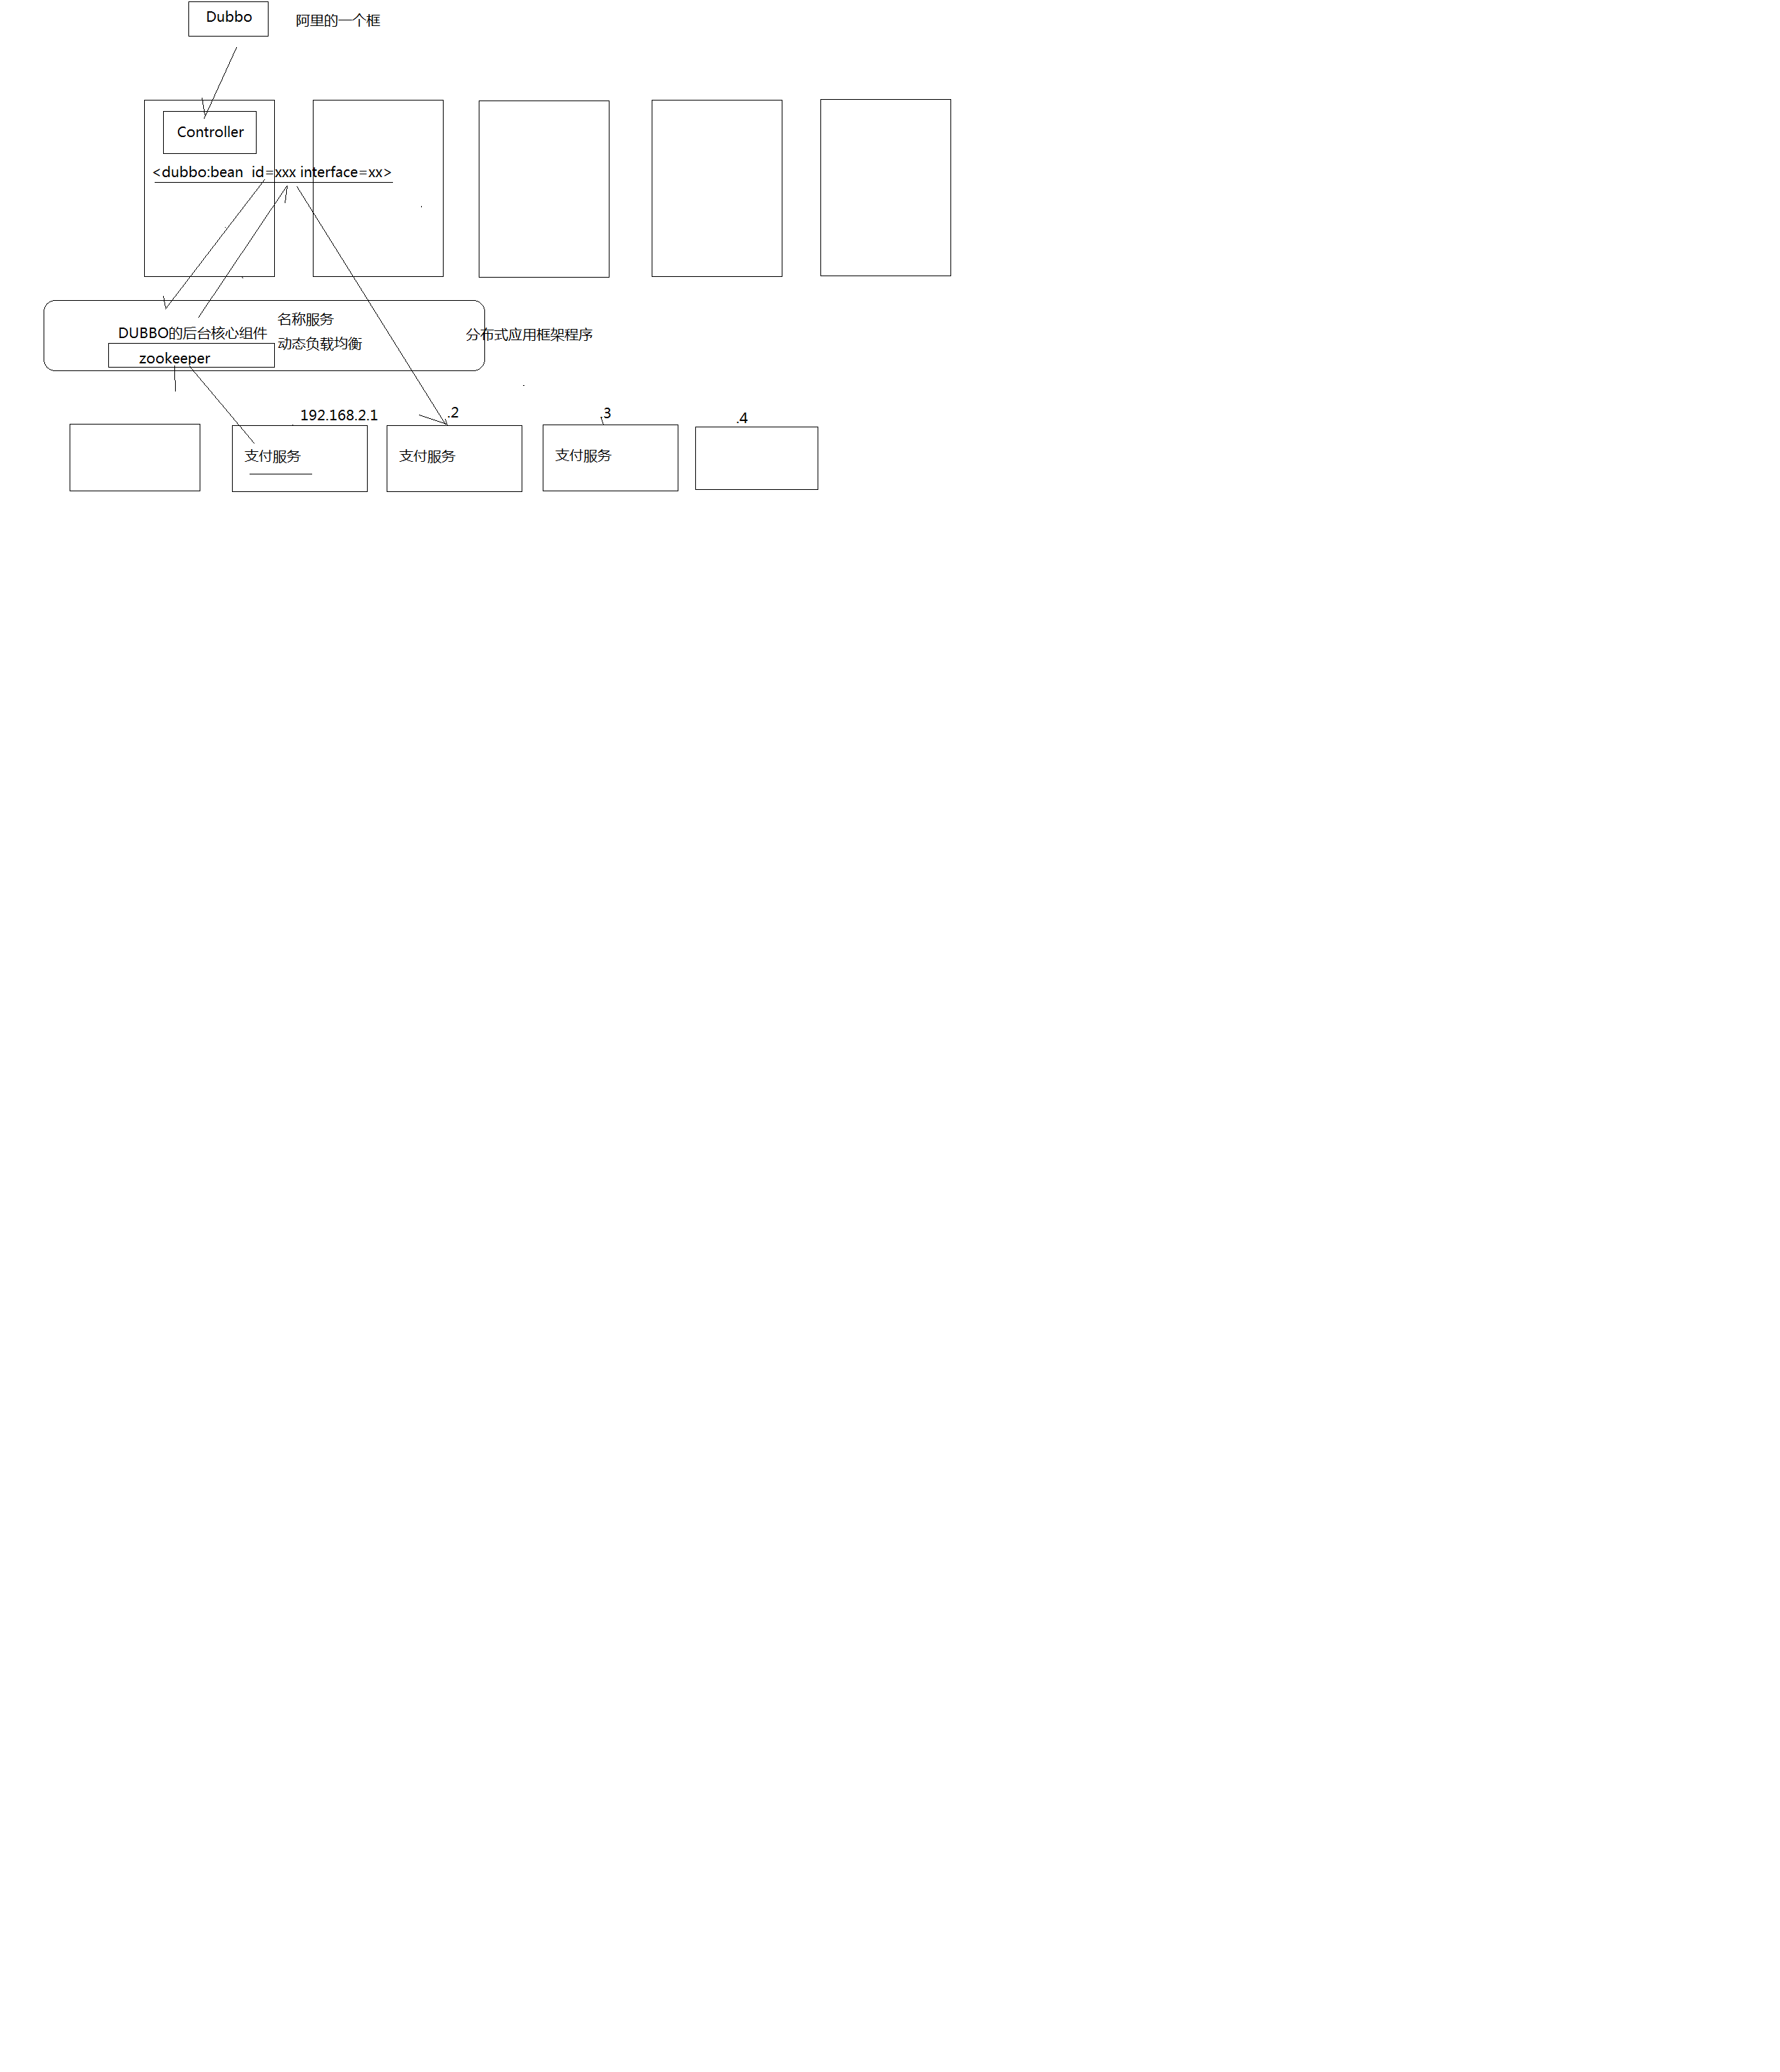 Dubbo
阿里的一个框
Controller
<dubbo:bean  id=xxx interface=xx>
名称服务
DUBBO的后台核心组件
动态负载均衡
分布式应用框架程序
zookeeper
192.168.2.1
.2
,3
.4
支付服务
支付服务
支付服务